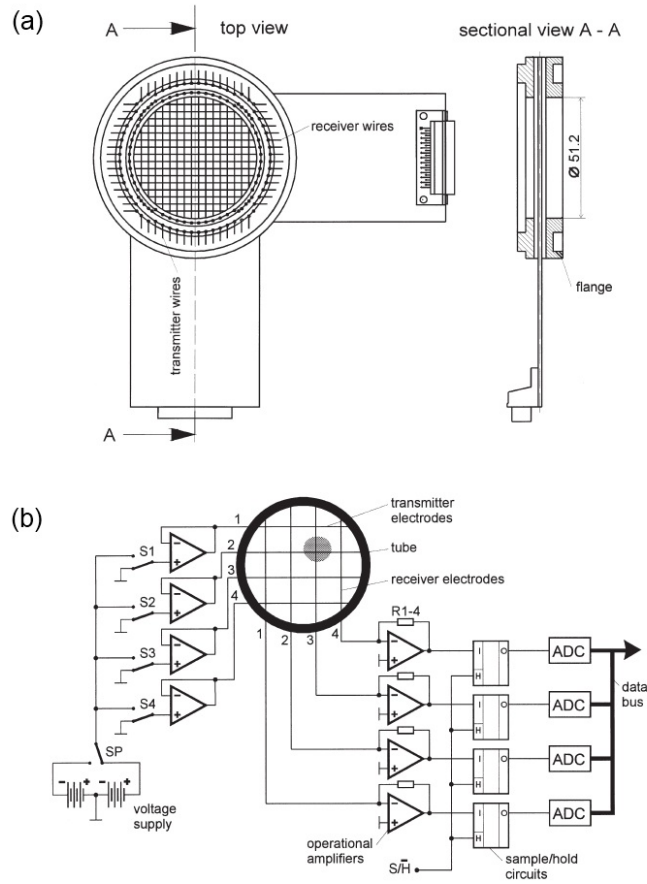 (a)
A
top view
sectional view A - A
receiver wires
transmitter wires
Ø 51.2
flange
A
(b)
transmitter
electrodes
tube
receiver electrodes
1
2
3
4
1
2
3
4
S1
S2
S3
S4
- +
- +
- +
- +
SP
- + - +
voltage
supply
R1-4
- +
- +
- +
- +
I O
H
I O
H
I O
H
I O
H
ADC
ADC
ADC
ADC
data
bus
operational
amplifiers
S/H̅
sample/hold
circuits